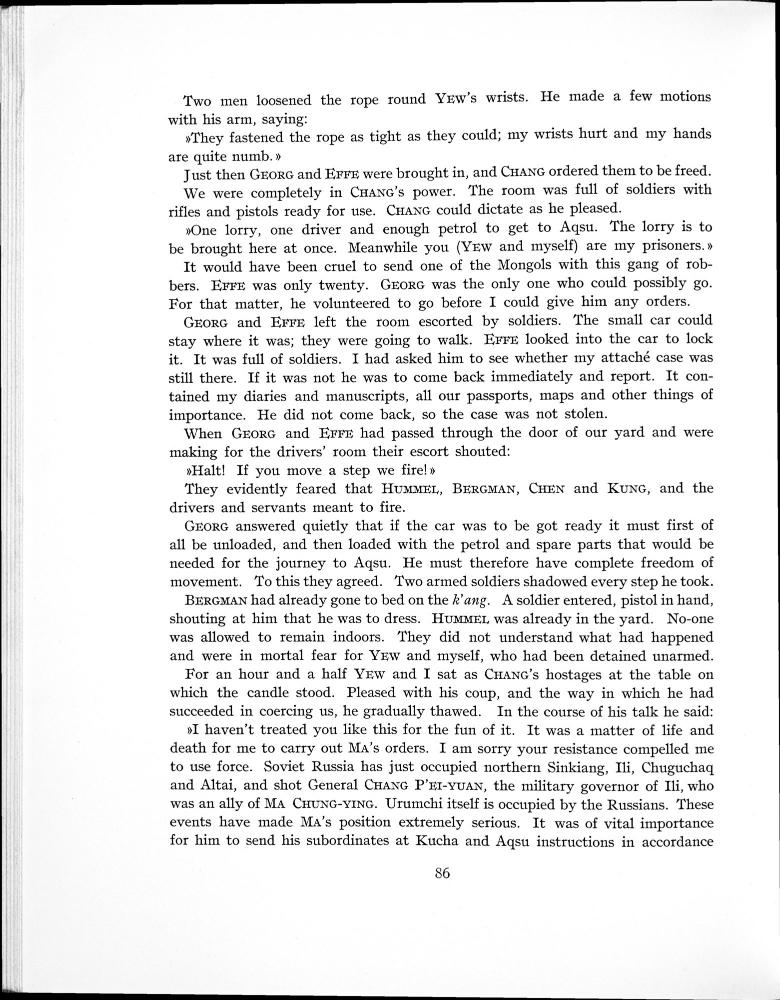 Two men loosened the rope round YEW's wrists. He made a few motions
with his arm, saying:
»They fastened the rope as tight as they could; my wrists hurt and my hands
are quite numb.»
Just then GEORG and EFFE were brought in, and CHANG ordered them to be freed.
We were completely in CHANG's power. The room was full of soldiers with
rifles and pistols ready for use. CHANG could dictate as he pleased.
»One lorry, one driver and enough petrol to get to Aqsu. The lorry is to
be brought here at once. Meanwhile you (YEW and myself) are my prisoners.»
It would have been cruel to send one of the Mongols with this gang of rob-
bers. EFFE was only twenty. GEORG was the only one who could possibly go.
For that matter, he volunteered to go before I could give him any orders.
GEORG and EFFE left the room escorted by soldiers. The small car could
stay where it was; they were going to walk. EFFE looked into the car to lock
it. It was full of soldiers. I had asked him to see whether my attaché case was
still there. If it was not he was to come back immediately and report. It con-
tained my diaries and manuscripts, all our passports, maps and other things of
importance. He did not come back, so the case was not stolen.
When GEORG and EFFE had passed through the door of our yard and were
making for the drivers' room their escort shouted:
»Halt! If you move a step we fire!»
They evidently feared that HUMMEL, BERGMAN, CHEN and KUNG, and the
drivers and servants meant to fire.
GEORG answered quietly that if the car was to be got ready it must first of
all be unloaded, and then loaded with the petrol and spare parts that would be
needed for the journey to Aqsu. He must therefore have complete freedom of
movement. To this they agreed. Two armed soldiers shadowed every step he took.
BERGMAN had already gone to bed on the k'ang. A soldier entered, pistol in hand,
shouting at him that he was to dress. HUMMEL was already in the yard. No-one
was allowed to remain indoors. They did not understand what had happened
and were in mortal fear for YEW and myself, who had been detained unarmed.
For an hour and a half YEW and I sat as CHANG's hostages at the table on
which the candle stood. Pleased with his coup, and the way in which he had
succeeded in coercing us, he gradually thawed. In the course of his talk he said:
»I haven't treated you like this for the fun of it. It was a matter of life and
death for me to carry out MA's orders. I am sorry your resistance compelled me
to use force. Soviet Russia has just occupied northern Sinkiang, Ili, Chuguchaq
and Altai, and shot General CHANG P'EI-YUAN, the military governor of Ili, who
was an ally of MA CHUNG-YING. Urumchi itself is occupied by the Russians. These
events have made MA's position extremely serious. It was of vital importance
for him to send his subordinates at Kucha and Aqsu instructions in accordance
86